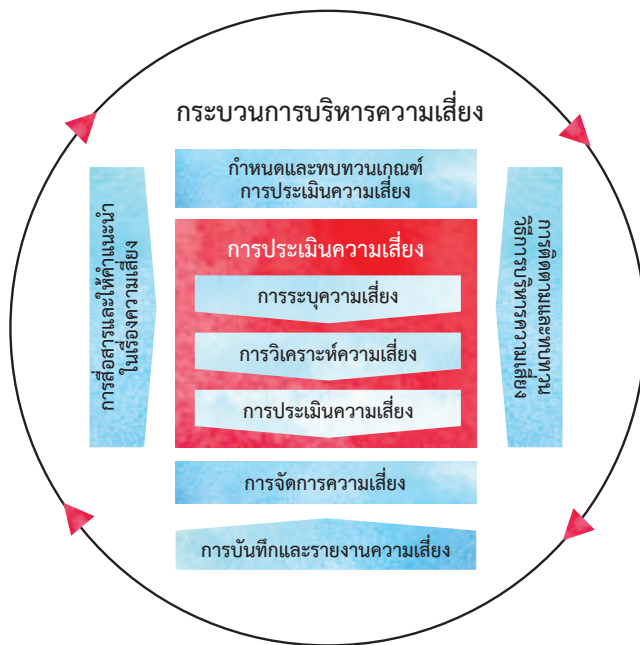 กระบวนการบริหารความเสี่ยง
กำหนดและทบทวนเกณฑ์
การประเมินความเสี่ยง
การประเมินความเสี่ยง
การระบุความเสี่ยง
การวิเคราะห์ความเสี่ยง
การประเมินความเสี่ยง
การจัดการความเสี่ยง
การบันทึกและรายงานความเสี่ยง
การสื่อสารและให้คำแนะนำ
ในเรื่องความเสี่ยง
การติดตามและทบทวน
วิธีการบริหารความเสี่ยง